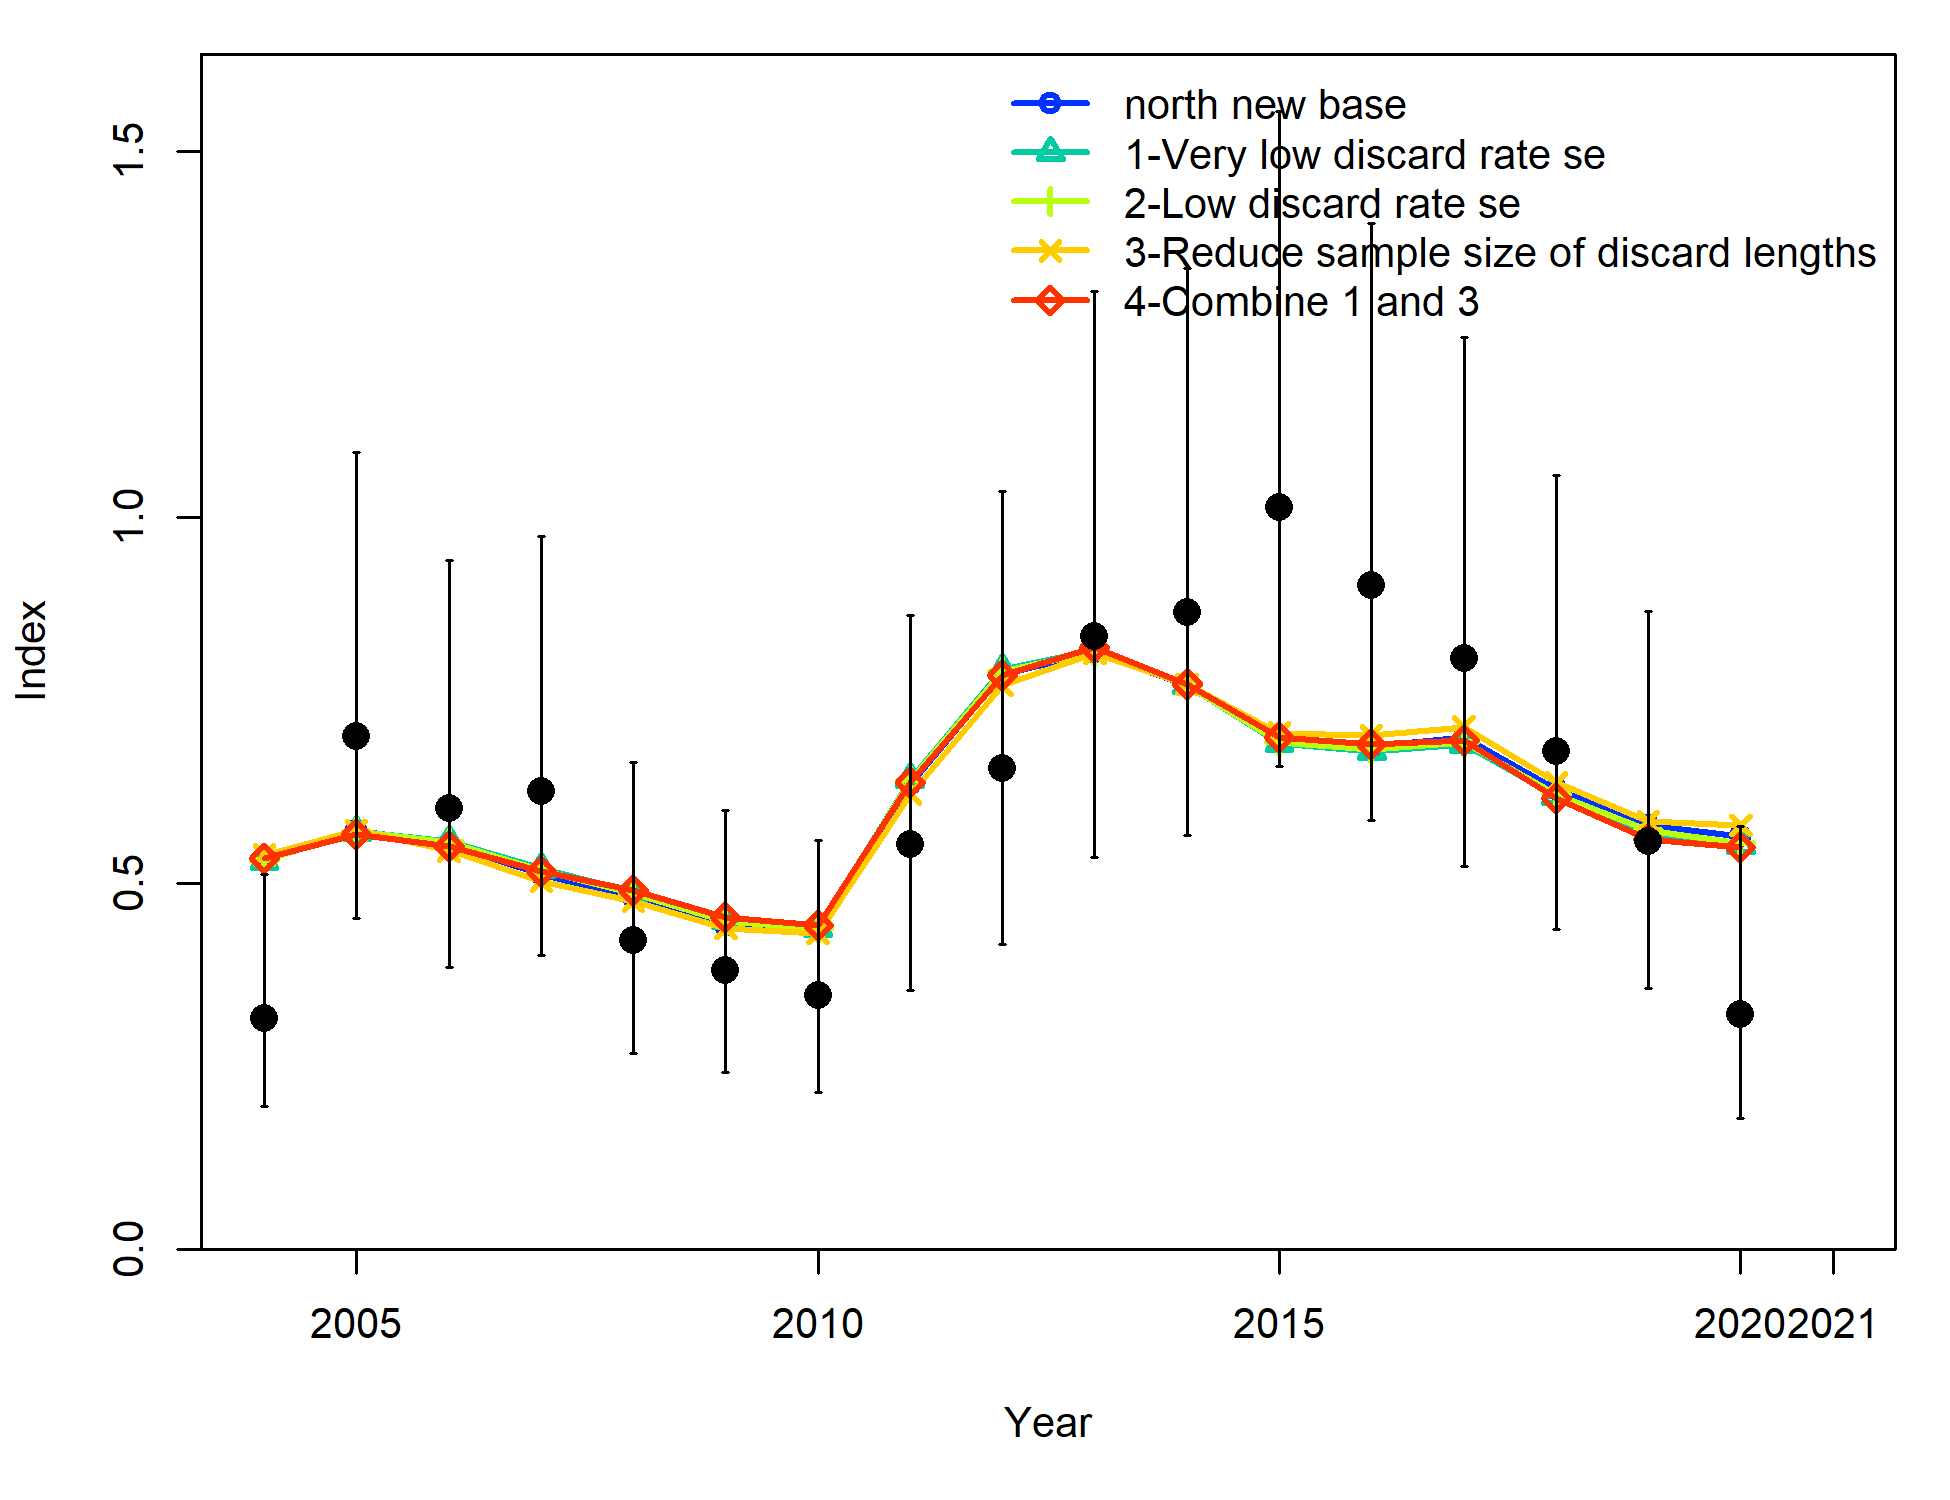 north new base
1-Very low discard rate se
2-Low discard rate se
3-Reduce sample size of discard lengths
4-Combine 1 and 3
1.5
1.0
0.5
0.0
Index
2005 2010 2015 2020 2021
Year